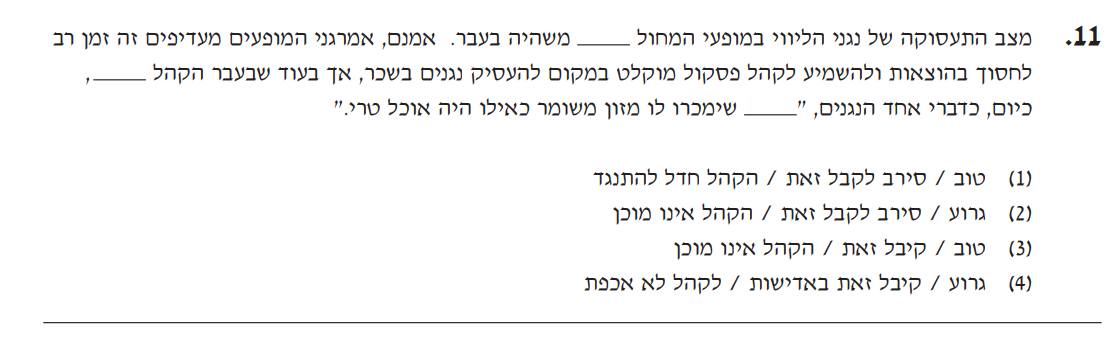 11. מצב התעסוקה של נגני הליווי במופעי המחול _____ משהיה בעבר. אמנם, אמרגני המופעים מעדיפים זה זמן רב
לחסוך בהוצאות ולהשמיע לקהל פסקול מוקלט במקום להעסיק נגנים בשכר, אך בעוד שבעבר הקהל _____,
כיום, כדברי אחד הנגנים, "_____ שימכרו לו מזון משומר כאילו היה אוכל טרי."
(1) טוב / סירב לקבל זאת / הקהל חדל להתנגד
(2) גרוע / סירב לקבל זאת / הקהל אינו מוכן
(3) טוב / קיבל זאת / הקהל אינו מוכן
(4) גרוע / קיבל זאת באדישות / לקהל לא אכפת